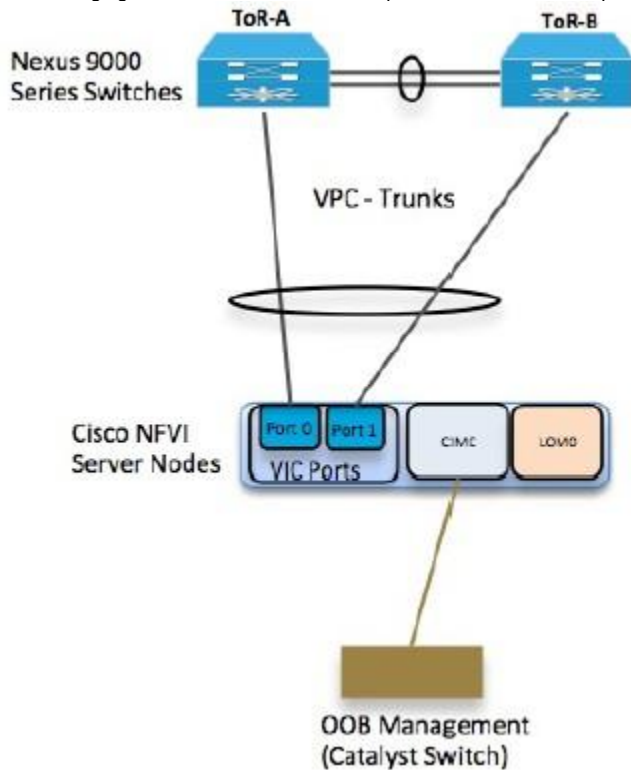 ToR-A
ToR-B
Nexus 9000
Series Switches
VPC - Trunks
Cisco NFVI
Server Nodes
Port 0
Port 1
VIC Ports
CIMC
LOM0
OOB Management
(Catalyst Switch)